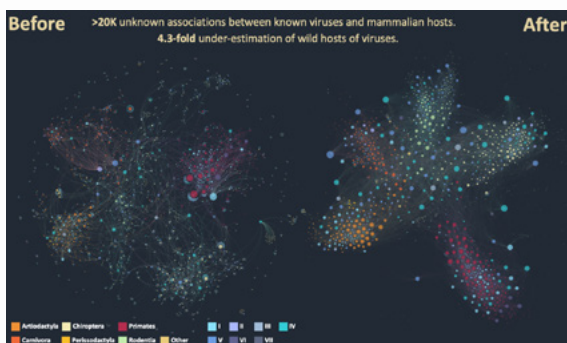 Before
>20K unknown associations between known viruses and mammalian hosts.
4.3-fold under-estimation of wild hosts of viruses.
After
Artiodactyla Chiroptera Primates I II III IV
Carnivora Perissodactyla Rodentia Other V VI VII